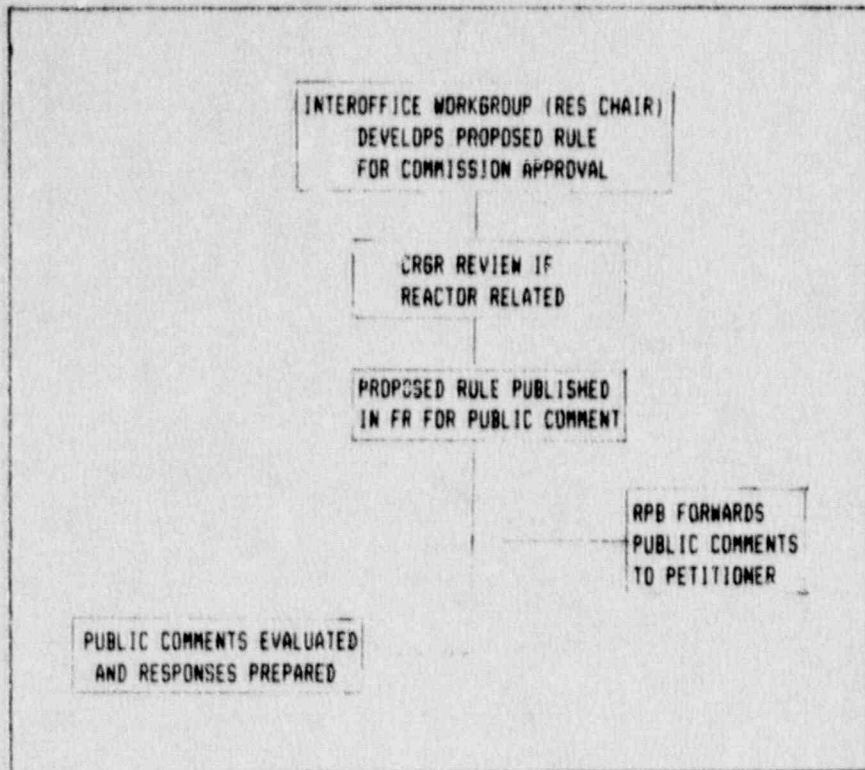 INTEROFFICE WORKGROUP (RES CHAIR)
DEVELOPS PROPOSED RULE
FOR COMMISSION APPROVAL
CRGR REVIEW IF
REACTOR RELATED
PROPOSED RULE PUBLISHED
IN FR FOR PUBLIC COMMENT
RPB FORWARDS
PUBLIC COMMENTS
TO PETITIONER
PUBLIC COMMENTS EVALUATED
AND RESPONSES PREPARED